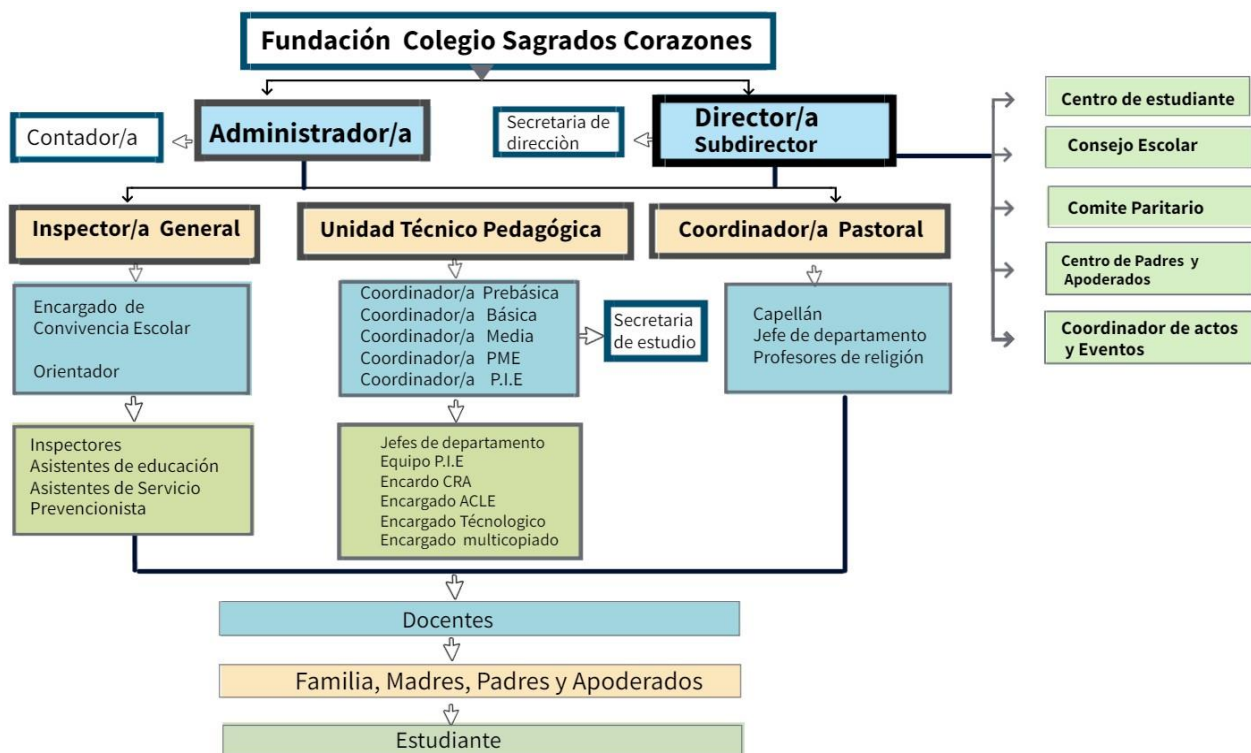 Fundación Colegio Sagrados Corazones
Contador/a
Administrador/a
Secretaria de
direcciòn
Director/a
Subdirector
Centro de estudiante
Consejo Escolar
Comite Paritario
Centro de Padres y
Apoderados
Coordinador de actos
y Eventos
Inspector/a General
Unidad Técnico Pedagógica
Coordinador/a Pastoral
Encargado de
Convivencia Escolar
Orientador
Coordinador/a Prebásica
Coordinador/a Básica
Coordinador/a Media
Coordinador/a PME
Coordinador/a P.I.E
Secretaria
de estudio
Capellán
Jefe de departamento
Profesores de religión
Inspectores
Asistentes de educación
Asistentes de Servicio
Prevencionista
Jefes de departamento
Equipo P.I.E
Encardo CRA
Encargado ACLE
Encargado Técnologico
Encargado multicopiado
Docentes
Familia, Madres, Padres y Apoderados
Estudiante